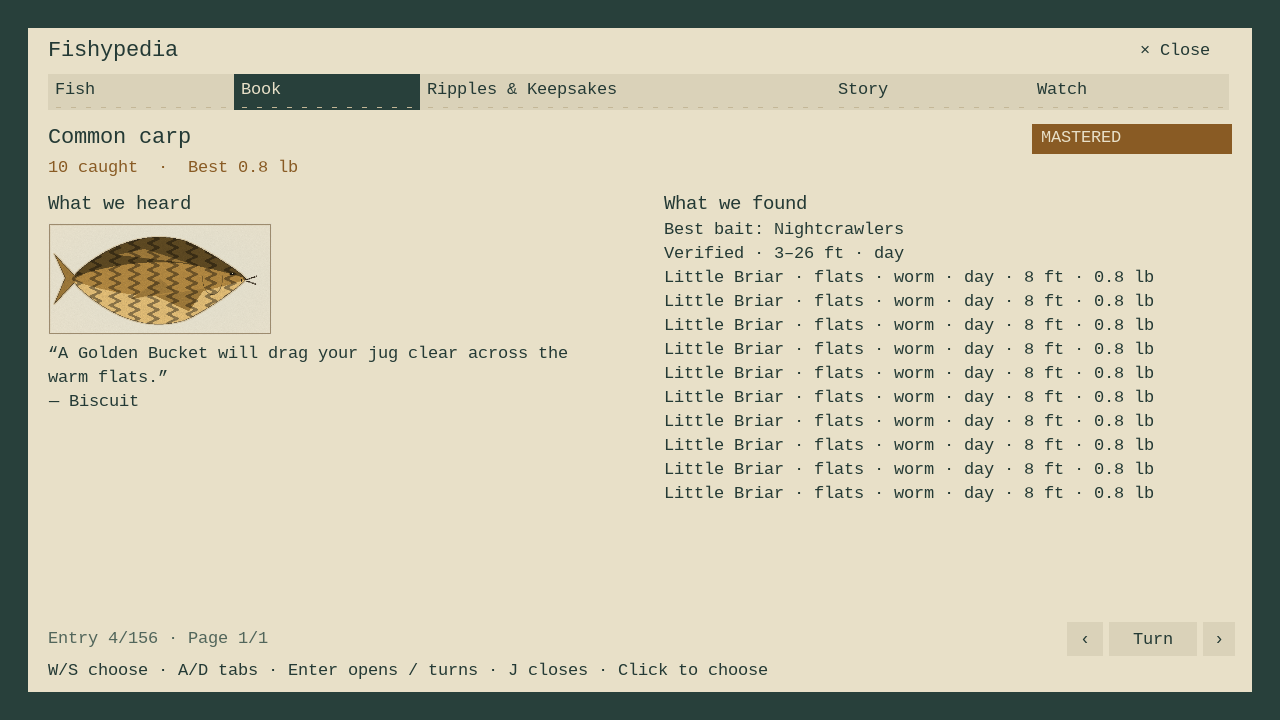 Fishypedia
× Close
Fish
Book
Ripples & Keepsakes
Story
Watch
Common carp
MASTERED
10 caught · Best 0.8 lb
What we heard
“A Golden Bucket will drag your jug clear across the
warm flats.”
— Biscuit
What we found
Best bait: Nightcrawlers
Verified · 3–26 ft · day
Little Briar · flats · worm · day · 8 ft · 0.8 lb
Little Briar · flats · worm · day · 8 ft · 0.8 lb
Little Briar · flats · worm · day · 8 ft · 0.8 lb
Little Briar · flats · worm · day · 8 ft · 0.8 lb
Little Briar · flats · worm · day · 8 ft · 0.8 lb
Little Briar · flats · worm · day · 8 ft · 0.8 lb
Little Briar · flats · worm · day · 8 ft · 0.8 lb
Little Briar · flats · worm · day · 8 ft · 0.8 lb
Little Briar · flats · worm · day · 8 ft · 0.8 lb
Little Briar · flats · worm · day · 8 ft · 0.8 lb
Entry 4/156 · Page 1/1
‹ Turn ›
W/S choose · A/D tabs · Enter opens / turns · J closes · Click to choose